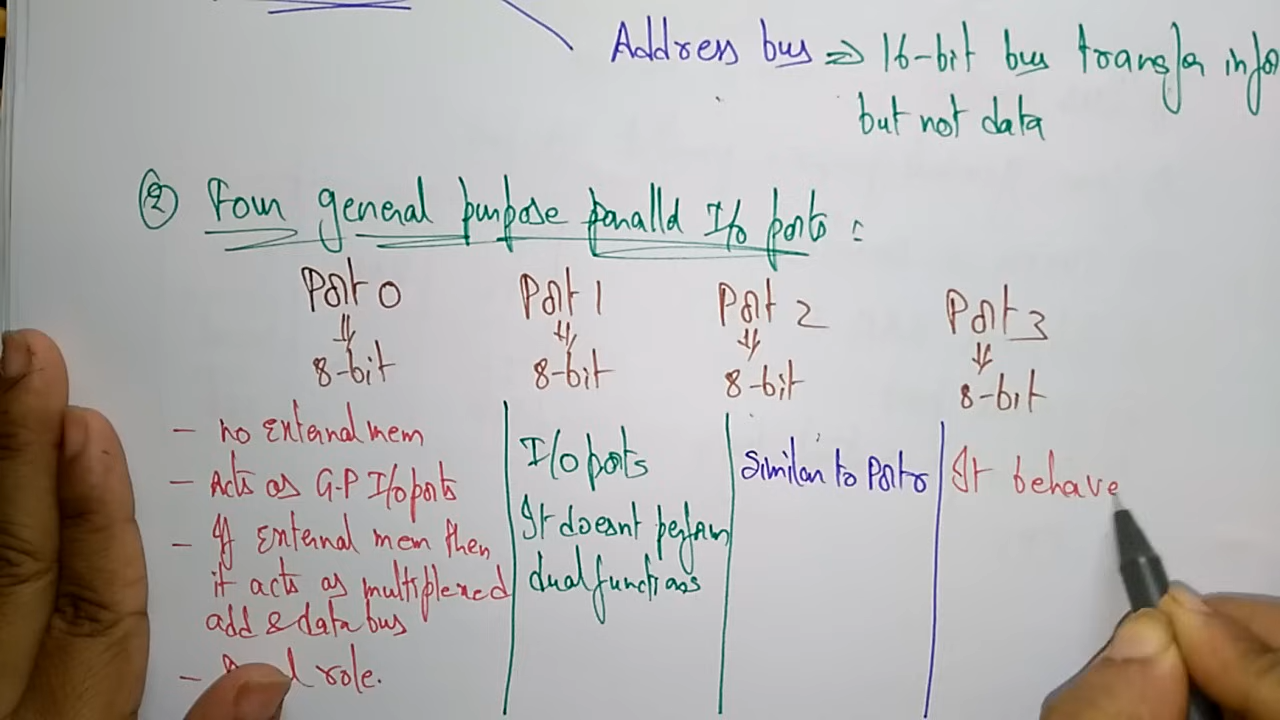 Address bus ⇒ 16-bit bus transfer info
but not data
② Four general purpose parallel I/o ports :
Port 0
⇓
8-bit
- no External mem
- Acts as G-P I/o ports
- If External mem then
it acts as multiplexed
add & data bus
- role.
Port 1
⇓
8-bit
I/o ports
It doesnt perform
dual functions
Port 2
⇓
8-bit
Similar to Port 0
Port 3
⇓
8-bit
It behave